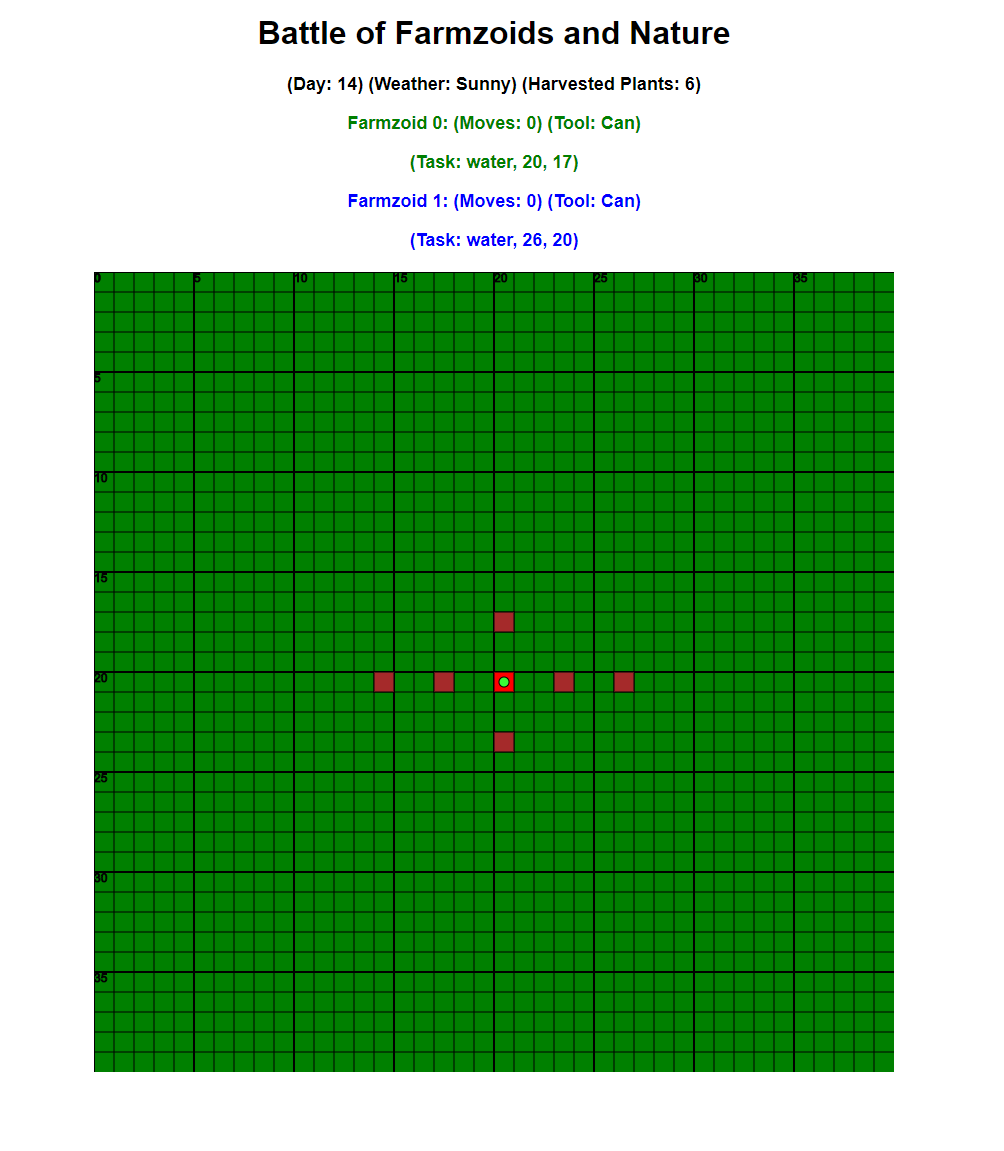 Battle of Farmzoids and Nature
(Day: 14) (Weather: Sunny) (Harvested Plants: 6)
Farmzoid 0: (Moves: 0) (Tool: Can)
(Task: water, 20, 17)
Farmzoid 1: (Moves: 0) (Tool: Can)
(Task: water, 26, 20)
0 5 10 15 20 25 30 35
5
10
15
20
25
30
35